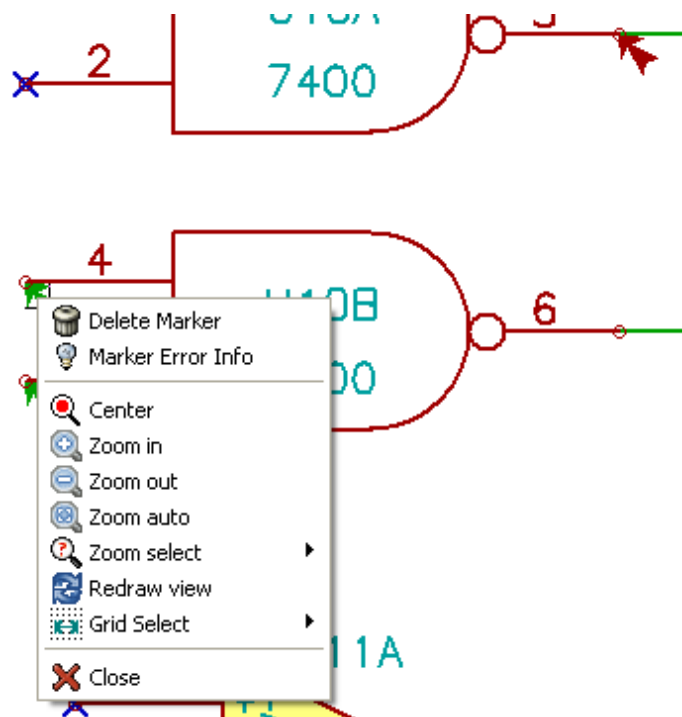 2
7400
4
6
Delete Marker
Marker Error Info
Center
Zoom in
Zoom out
Zoom auto
Zoom select
Redraw view
Grid Select
Close